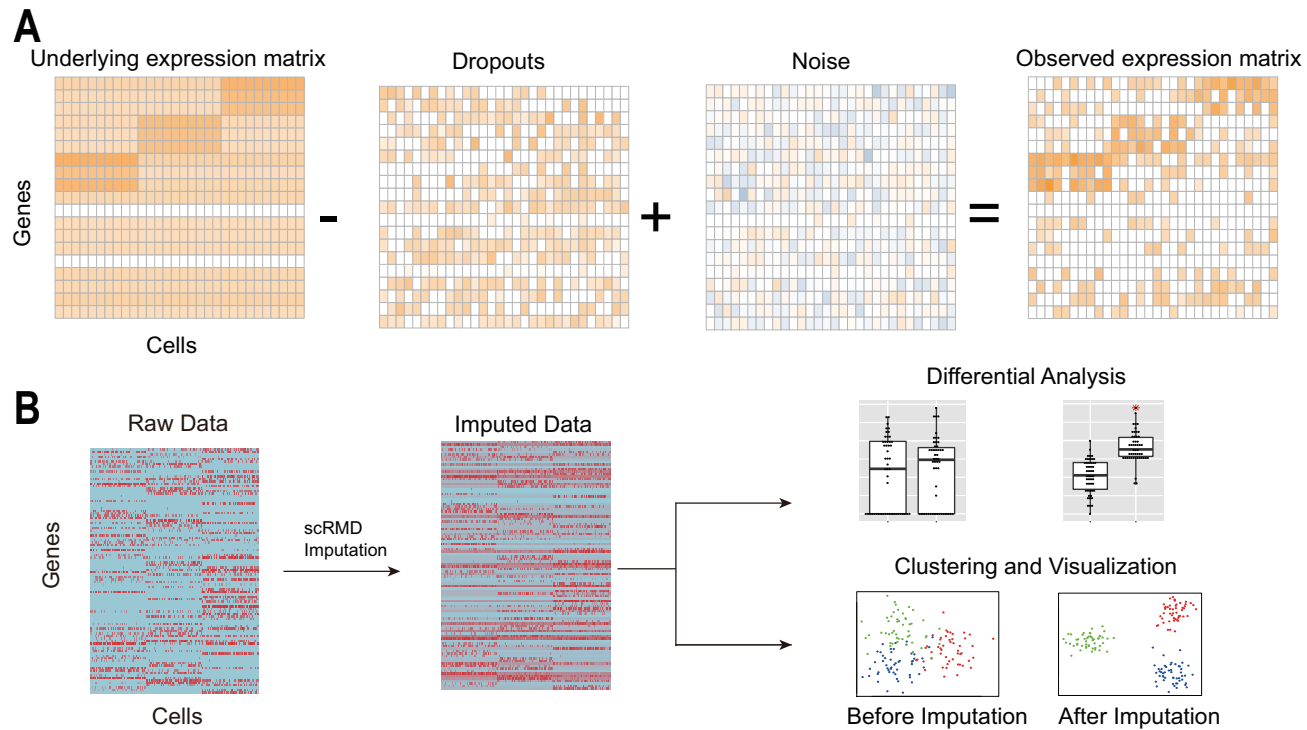 A
Underlying expression matrix
Dropouts
Noise
Observed expression matrix
Genes
-
+
=
Cells
B
Raw Data
Imputed Data
Differential Analysis
Genes
scRMD
Imputation
*
Clustering and Visualization
Cells
Before Imputation
After Imputation